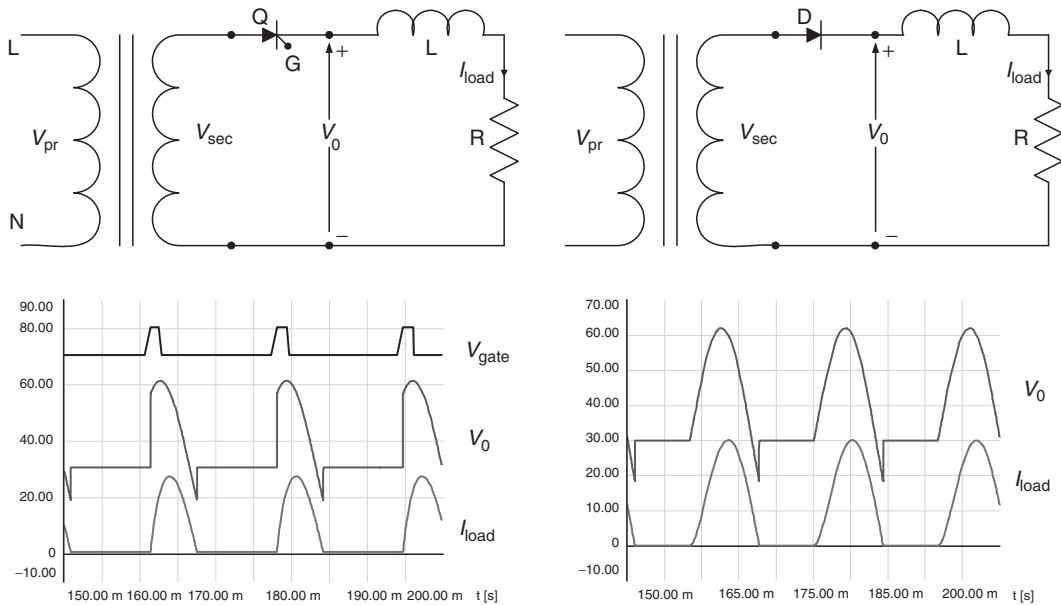 Q
G
L
L
+
I_load
V_pr
V_sec
V_0
R
N
−
D
L
+
I_load
V_pr
V_sec
V_0
R
−
90.00
80.00
60.00
40.00
20.00
0
−10.00
V_gate
V_0
I_load
150.00 m 160.00 m 170.00 m 180.00 m 190.00 m 200.00 m t [s]
70.00
60.00
50.00
40.00
30.00
20.00
10.00
0
−10.00
V_0
I_load
150.00 m 165.00 m 175.00 m 185.00 m 200.00 m t [s]